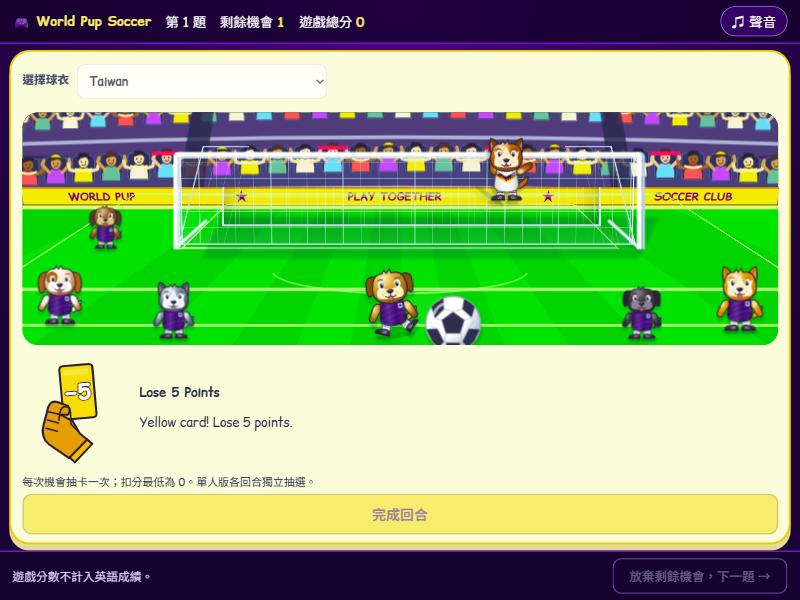 World Pup Soccer 第 1 題 剩餘機會 1 遊戲總分 0 聲音
選擇球衣 Taiwan
WORLD PUP PLAY TOGETHER SOCCER CLUB
-5
Lose 5 Points
Yellow card! Lose 5 points.
每次機會抽卡一次；扣分最低為 0。單人版各回合獨立抽選。
完成回合
遊戲分數不計入英語成績。 放棄剩餘機會，下一題 →